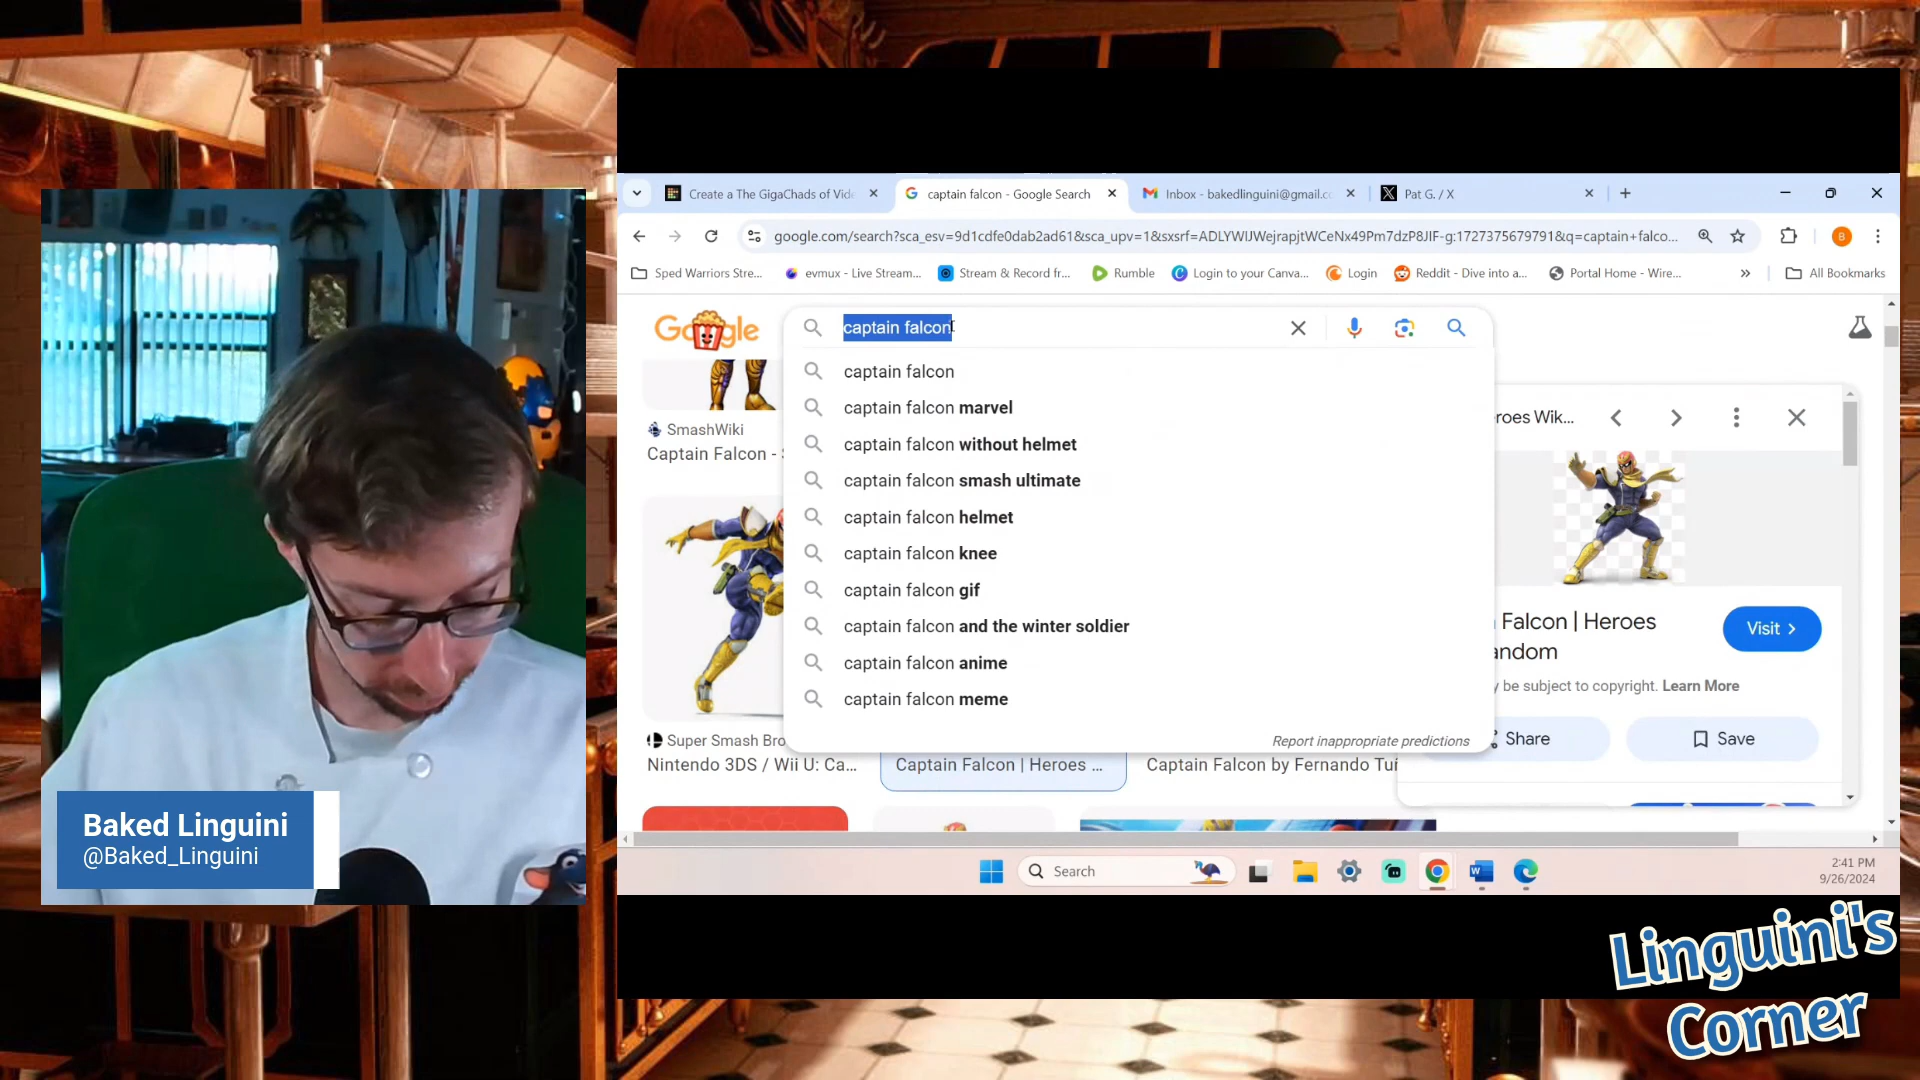 Create a The GigaChads of Vide
captain falcon - Google Search
Inbox - bakedlinguini@gmail.co
Pat G. / X
google.com/search?sca_esv=9d1cdfe0dab2ad61&sca_upv=1&sxsrf=ADLYWIJWejrapjtWCeNx49Pm7dzP8JIF-g:1727375679791&q=captain+falco...
B
Sped Warriors Stre...
evmux - Live Stream...
Stream & Record fr...
Rumble
Login to your Canva...
Login
Reddit - Dive into a...
Portal Home - Wire...
All Bookmarks
captain falcon
captain falcon
captain falcon marvel
captain falcon without helmet
captain falcon smash ultimate
captain falcon helmet
captain falcon knee
captain falcon gif
captain falcon and the winter soldier
captain falcon anime
captain falcon meme
Report inappropriate predictions
SmashWiki
Captain Falcon -
Super Smash Bro
Nintendo 3DS / Wii U: Ca...
Captain Falcon | Heroes ...
Captain Falcon by Fernando Tui
roes Wik...
Falcon | Heroes
andom
Visit
y be subject to copyright. Learn More
Share
Save
Search
2:41 PM
9/26/2024
Baked Linguini
@Baked_Linguini
Linguini's
Corner